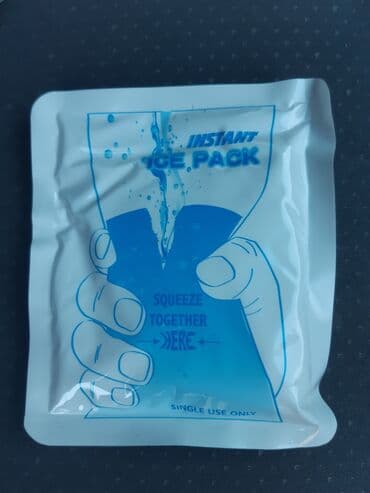 INSTANT
ICE PACK
SQUEEZE
TOGETHER
HERE
SINGLE USE ONLY